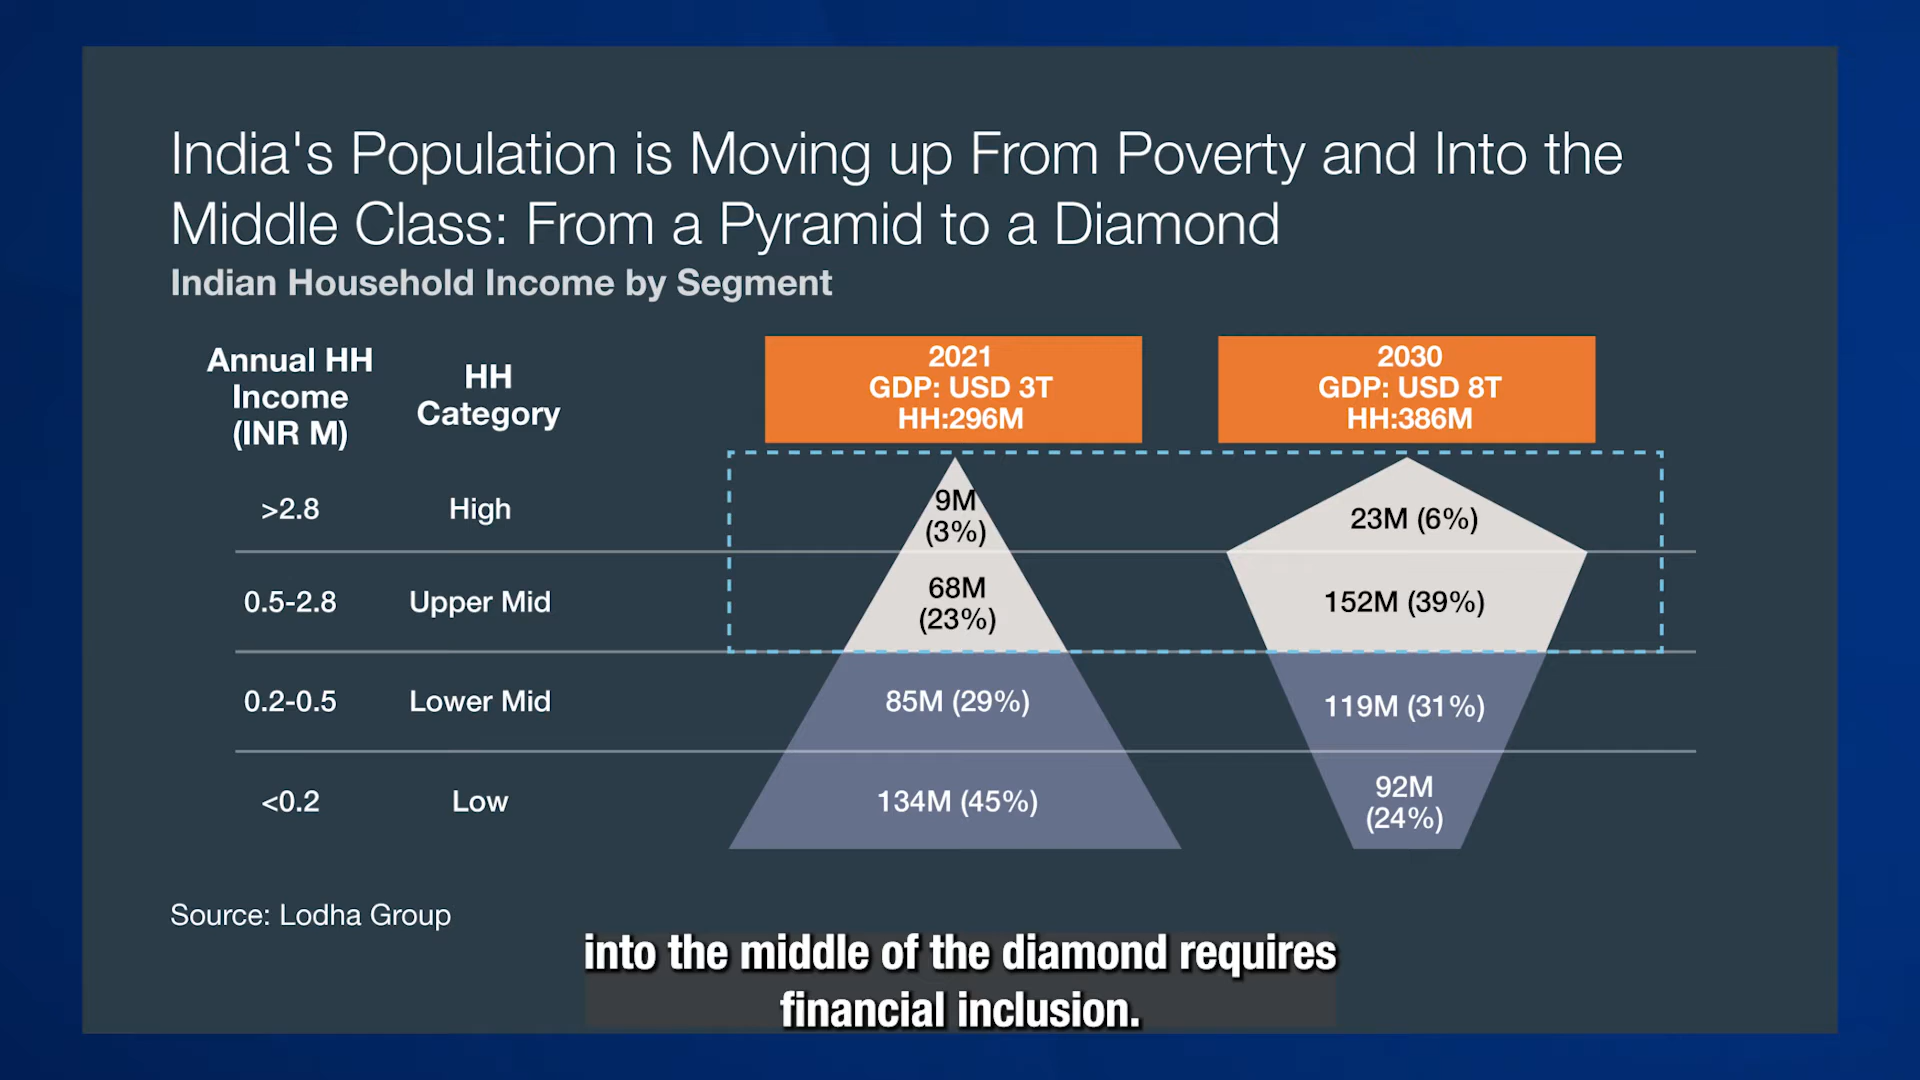 India's Population is Moving up From Poverty and Into the
Middle Class: From a Pyramid to a Diamond
Indian Household Income by Segment
Annual HH
Income
(INR M)
HH
Category
2021
GDP: USD 3T
HH:296M
2030
GDP: USD 8T
HH:386M
>2.8
High
9M
(3%)
23M (6%)
0.5-2.8
Upper Mid
68M
(23%)
152M (39%)
0.2-0.5
Lower Mid
85M (29%)
119M (31%)
<0.2
Low
134M (45%)
92M
(24%)
Source: Lodha Group
into the middle of the diamond requires
financial inclusion.